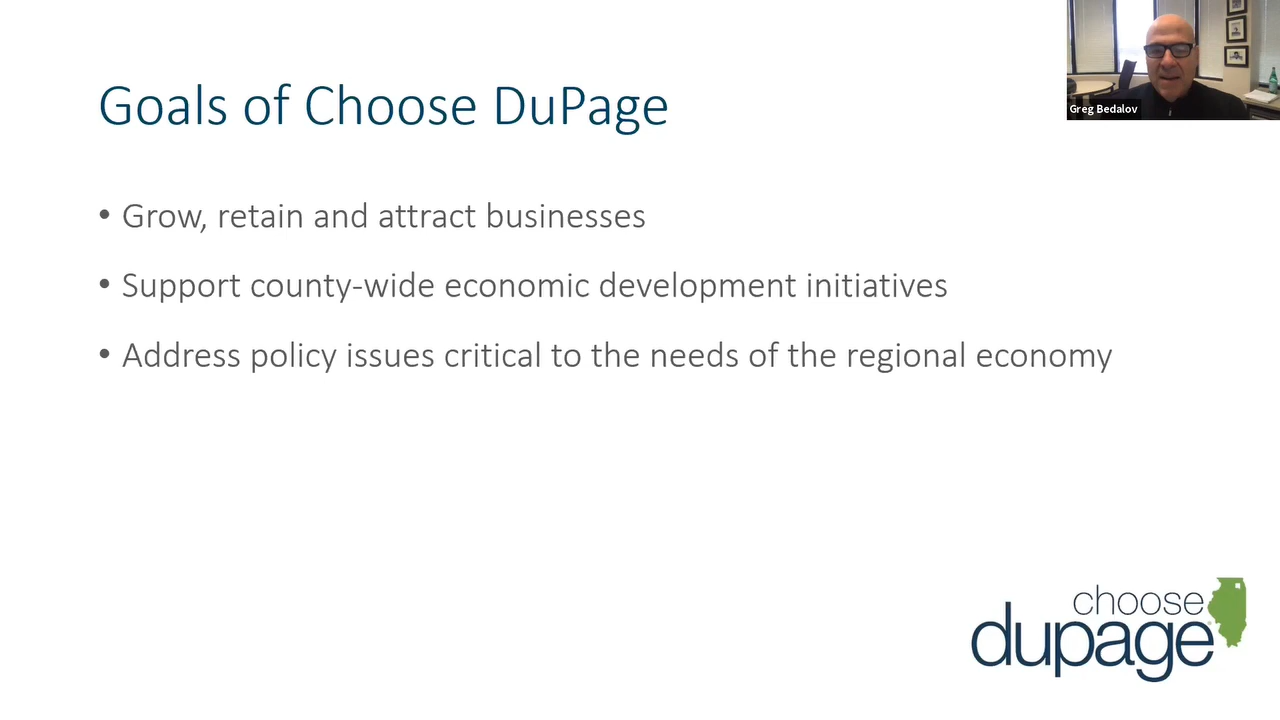 Goals of Choose DuPage
Greg Bedalov
• Grow, retain and attract businesses
• Support county-wide economic development initiatives
• Address policy issues critical to the needs of the regional economy
choose
dupage